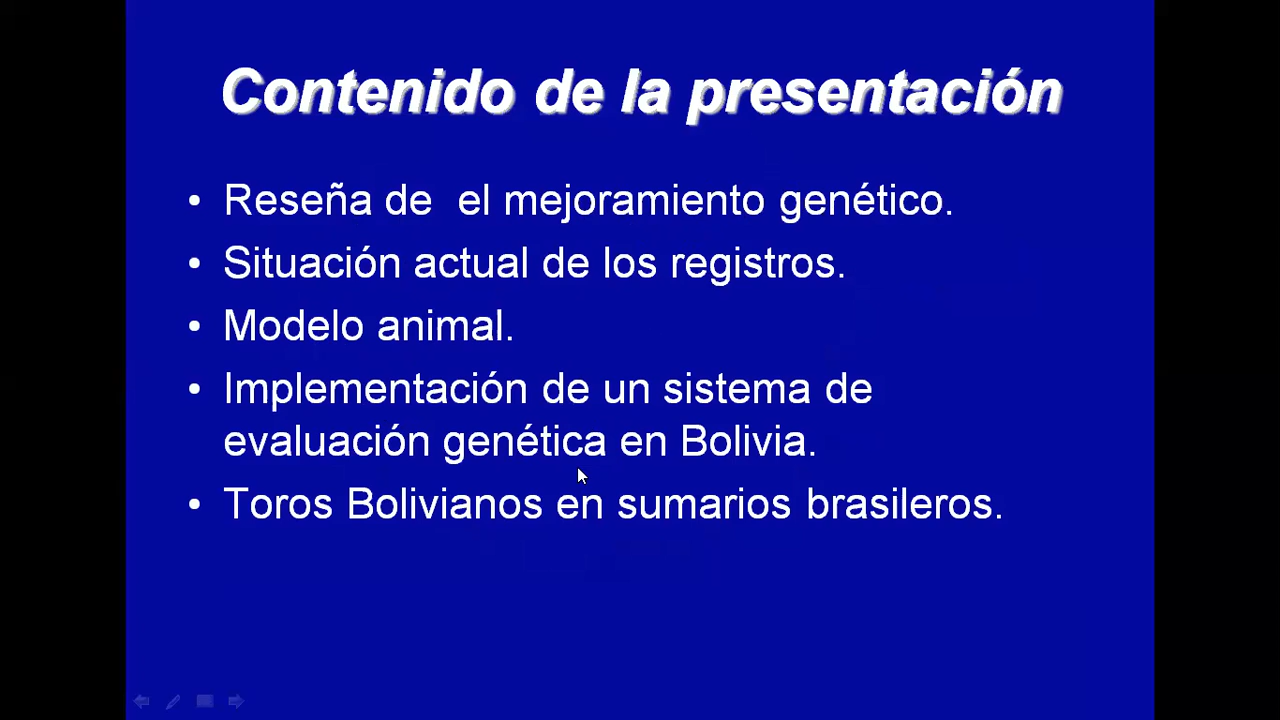 Contenido de la presentación
• Reseña de  el mejoramiento genético.
• Situación actual de los registros.
• Modelo animal.
• Implementación de un sistema de
evaluación genética en Bolivia.
• Toros Bolivianos en sumarios brasileros.